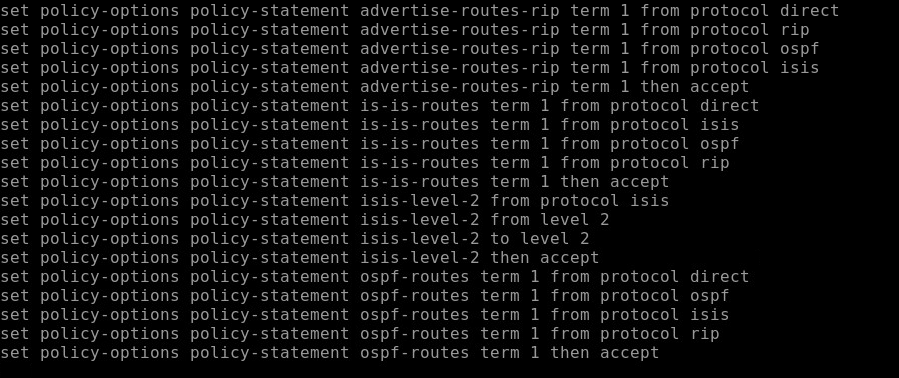 set policy-options policy-statement advertise-routes-rip term 1 from protocol direct
set policy-options policy-statement advertise-routes-rip term 1 from protocol rip
set policy-options policy-statement advertise-routes-rip term 1 from protocol ospf
set policy-options policy-statement advertise-routes-rip term 1 from protocol isis
set policy-options policy-statement advertise-routes-rip term 1 then accept
set policy-options policy-statement is-is-routes term 1 from protocol direct
set policy-options policy-statement is-is-routes term 1 from protocol isis
set policy-options policy-statement is-is-routes term 1 from protocol ospf
set policy-options policy-statement is-is-routes term 1 from protocol rip
set policy-options policy-statement is-is-routes term 1 then accept
set policy-options policy-statement isis-level-2 from protocol isis
set policy-options policy-statement isis-level-2 from level 2
set policy-options policy-statement isis-level-2 to level 2
set policy-options policy-statement isis-level-2 then accept
set policy-options policy-statement ospf-routes term 1 from protocol direct
set policy-options policy-statement ospf-routes term 1 from protocol ospf
set policy-options policy-statement ospf-routes term 1 from protocol isis
set policy-options policy-statement ospf-routes term 1 from protocol rip
set policy-options policy-statement ospf-routes term 1 then accept